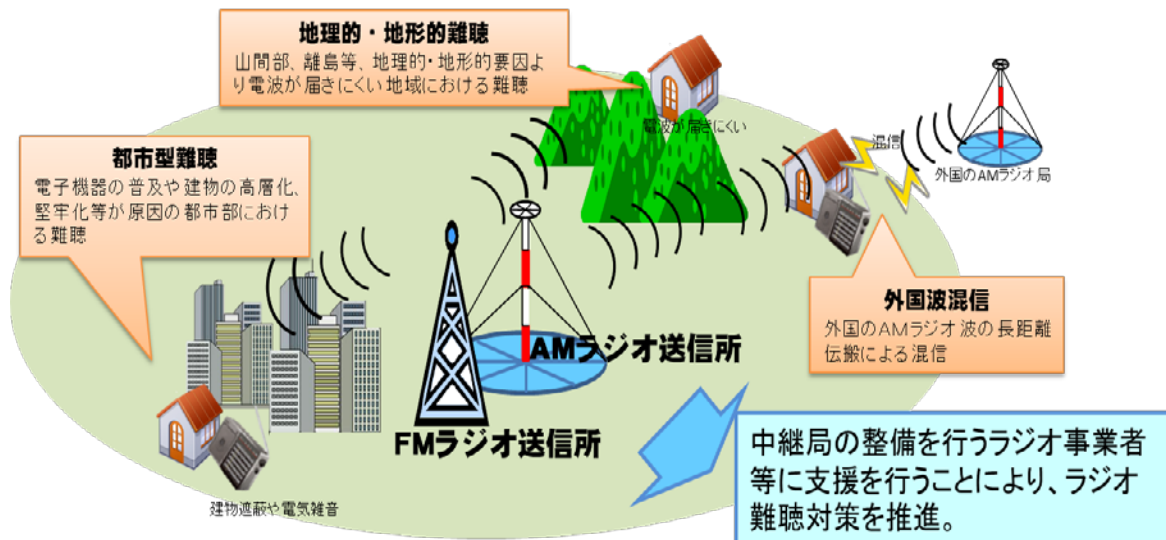 地理的・地形的難聴
山間部、離島等、地理的・地形的要因よ
り電波が届きにくい地域における難聴
電波が届きにくい
混信
外国のAMラジオ局
都市型難聴
電子機器の普及や建物の高層化、
堅牢化等が原因の都市部におけ
る難聴
外国波混信
外国のAMラジオ波の長距離
伝搬による混信
AMラジオ送信所
FMラジオ送信所
建物遮蔽や電気雑音
中継局の整備を行うラジオ事業者
等に支援を行うことにより、ラジオ
難聴対策を推進。